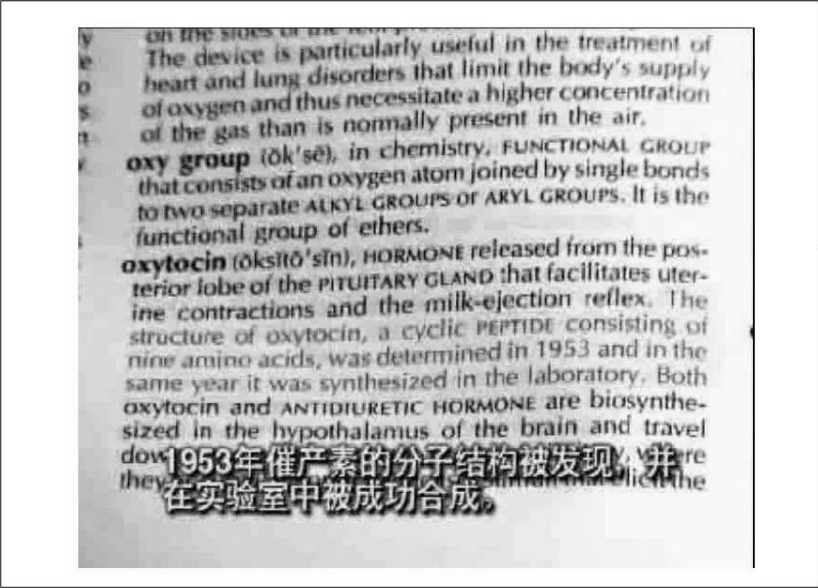 on the sides of the
The device is particularly useful in the treatment of
heart and lung disorders that limit the body's supply
of oxygen and thus necessitate a higher concentration
of the gas than is normally present in the air.
oxy group (ŏk'sē), in chemistry, FUNCTIONAL GROUP
that consists of an oxygen atom joined by single bonds
to two separate ALKYL GROUPS or ARYL GROUPS. It is the
functional group of ethers.
oxytocin (ŏksĭtō'sĭn), HORMONE released from the pos-
terior lobe of the PITUITARY GLAND that facilitates uter-
ine contractions and the milk-ejection reflex. The
structure of oxytocin, a cyclic PEPTIDE consisting of
nine amino acids, was determined in 1953 and in the
same year it was synthesized in the laboratory. Both
oxytocin and ANTIDIURETIC HORMONE are biosynthe-
sized in the hypothalamus of the brain and travel
1953年催产素的分子结构被发现，并
they the
在实验室中被成功合成。